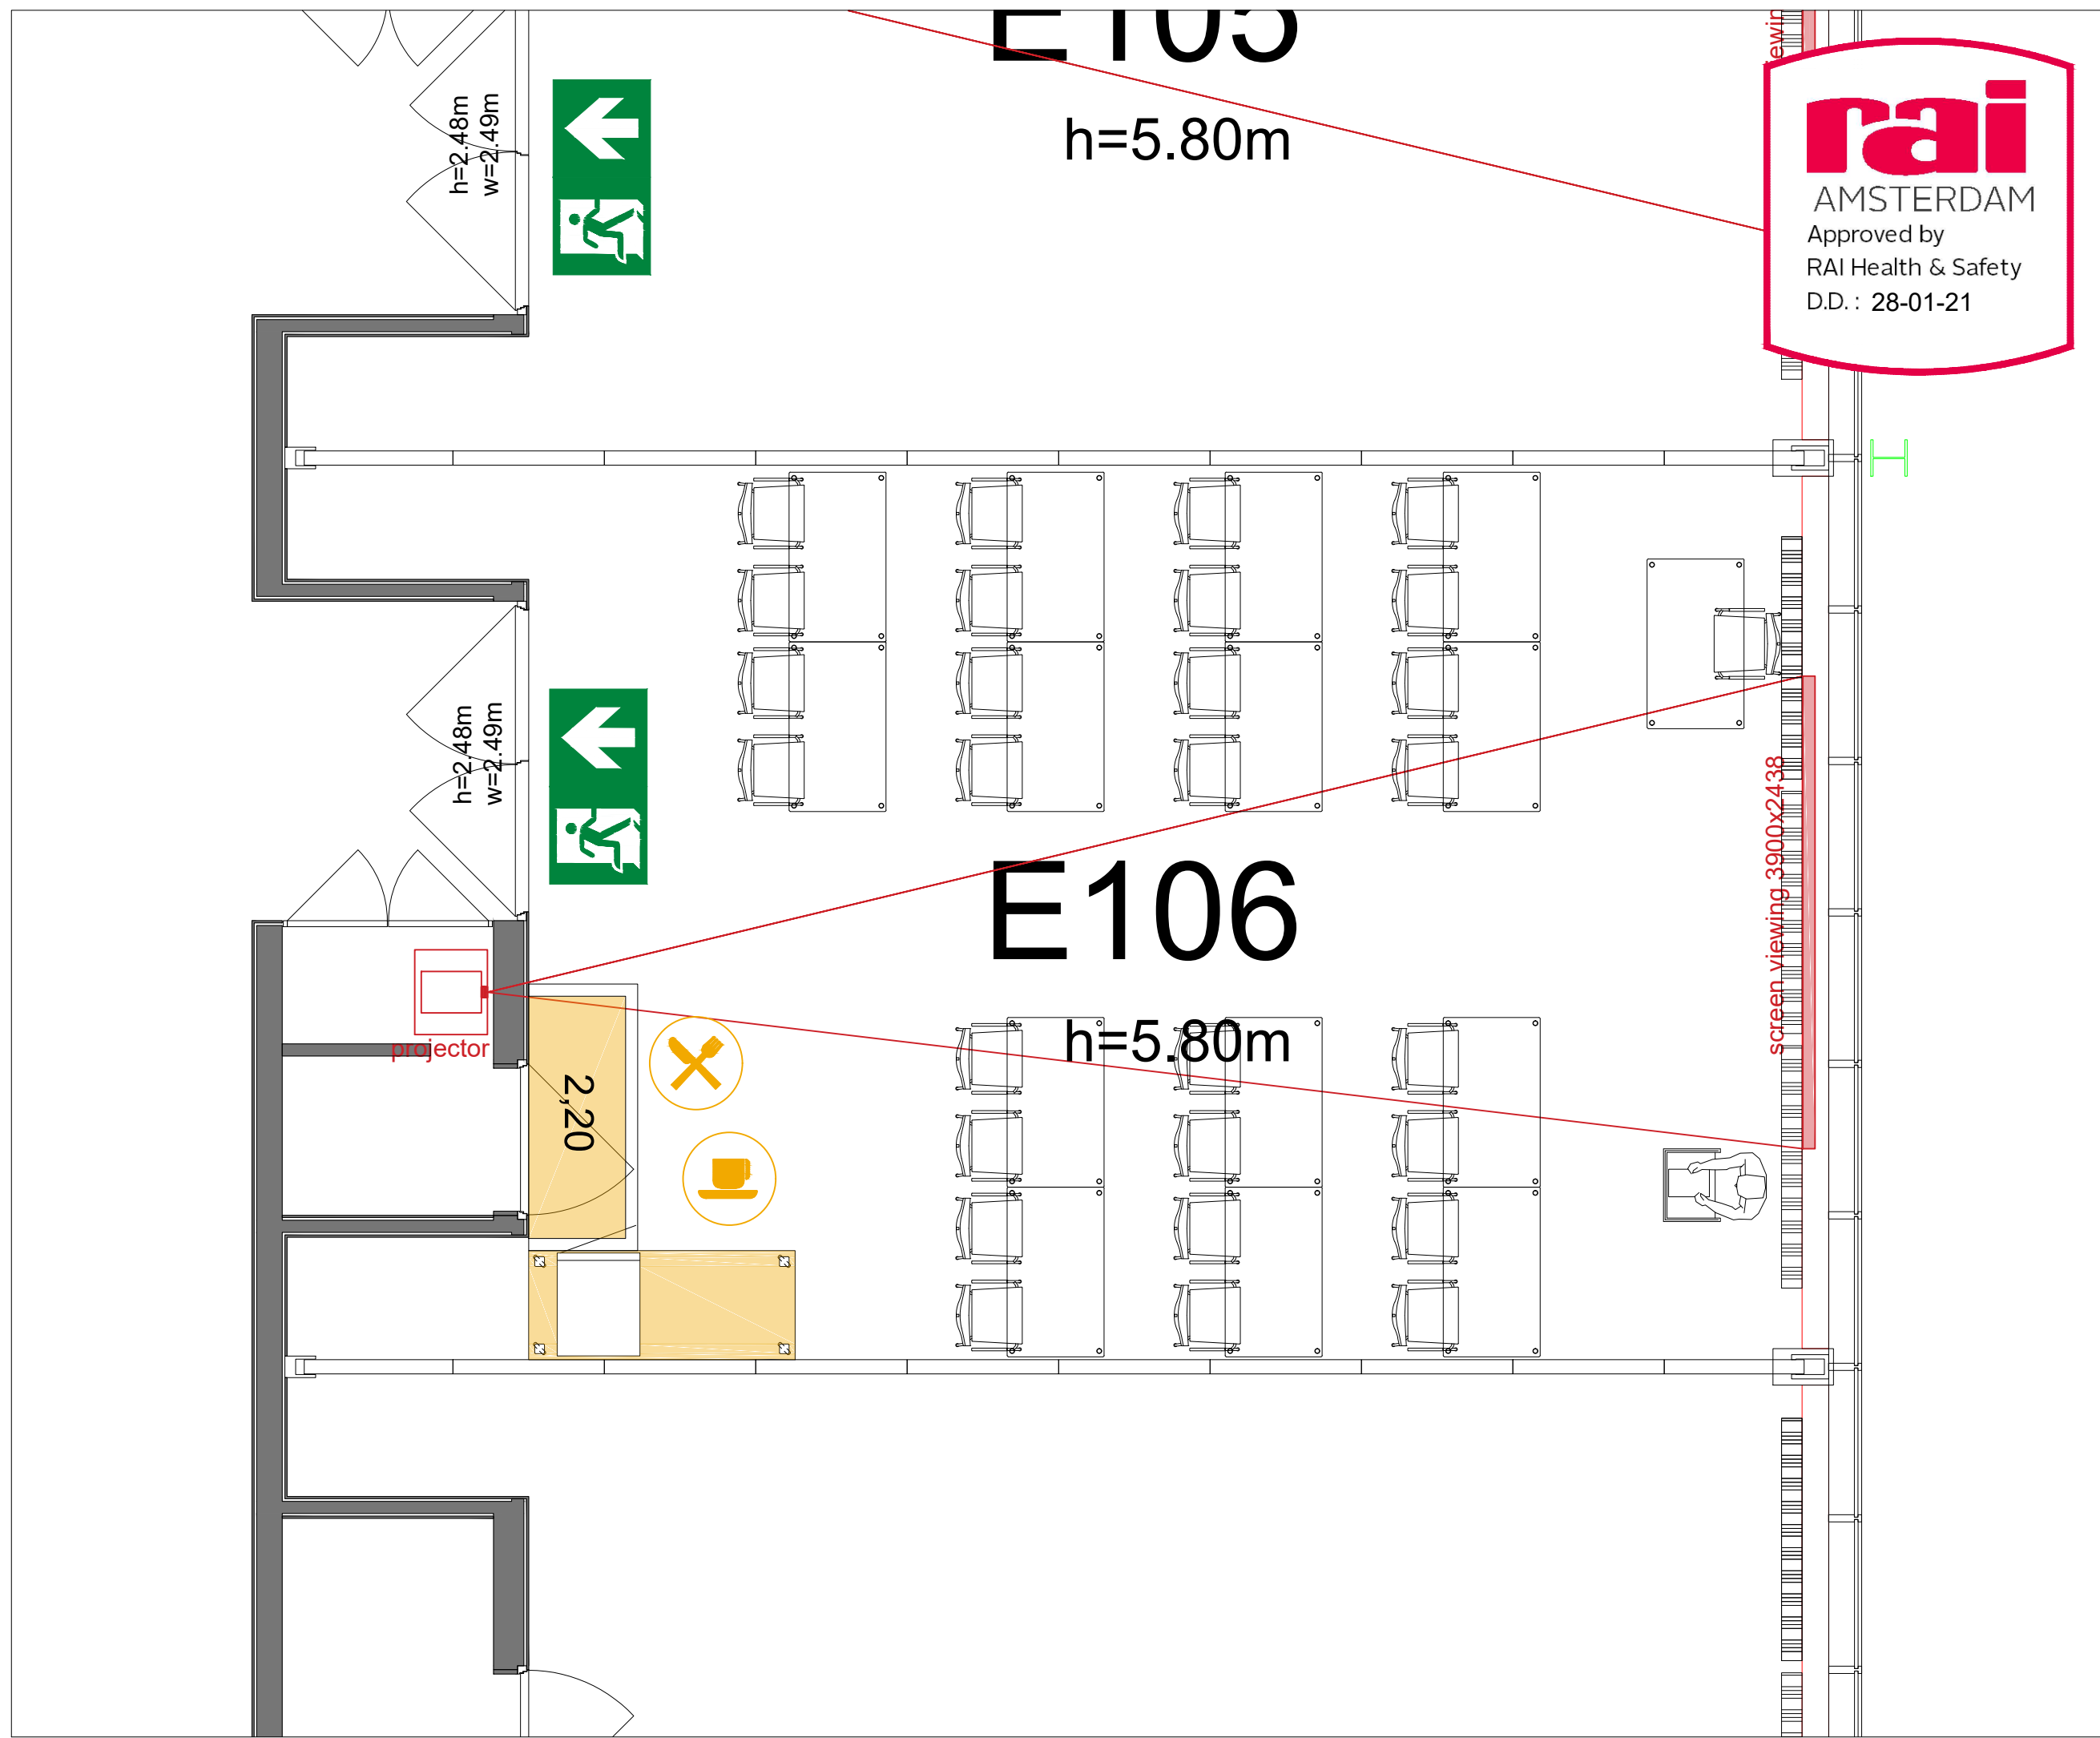 E105
h=5.80m
h=2.48m
w=2.49m
rai
AMSTERDAM
Approved by
RAI Health & Safety
D.D. : 28-01-21
h=2.48m
w=2.49m
E106
h=5.80m
screen viewing 3900x2438
projector
2,20